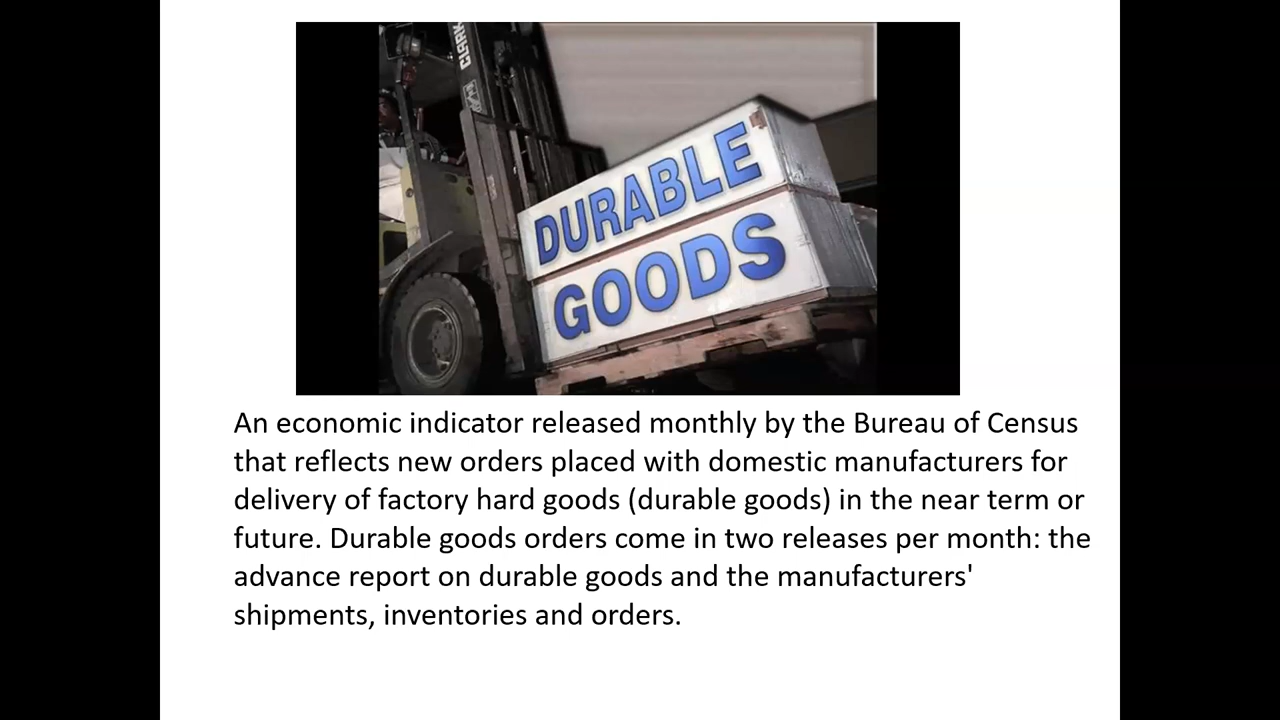 CLARK
DURABLE
GOODS
An economic indicator released monthly by the Bureau of Census
that reflects new orders placed with domestic manufacturers for
delivery of factory hard goods (durable goods) in the near term or
future. Durable goods orders come in two releases per month: the
advance report on durable goods and the manufacturers'
shipments, inventories and orders.